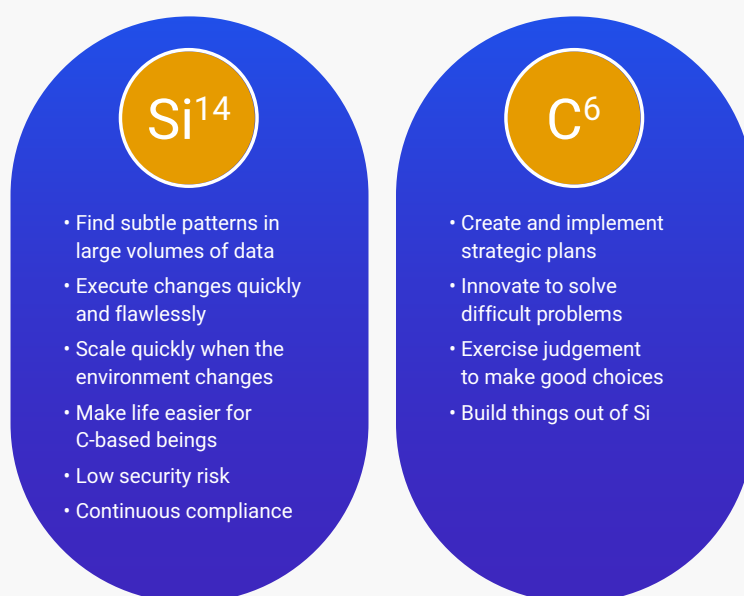 Si¹⁴
• Find subtle patterns in
large volumes of data
• Execute changes quickly
and flawlessly
• Scale quickly when the
environment changes
• Make life easier for
C-based beings
• Low security risk
• Continuous compliance
C⁶
• Create and implement
strategic plans
• Innovate to solve
difficult problems
• Exercise judgement
to make good choices
• Build things out of Si